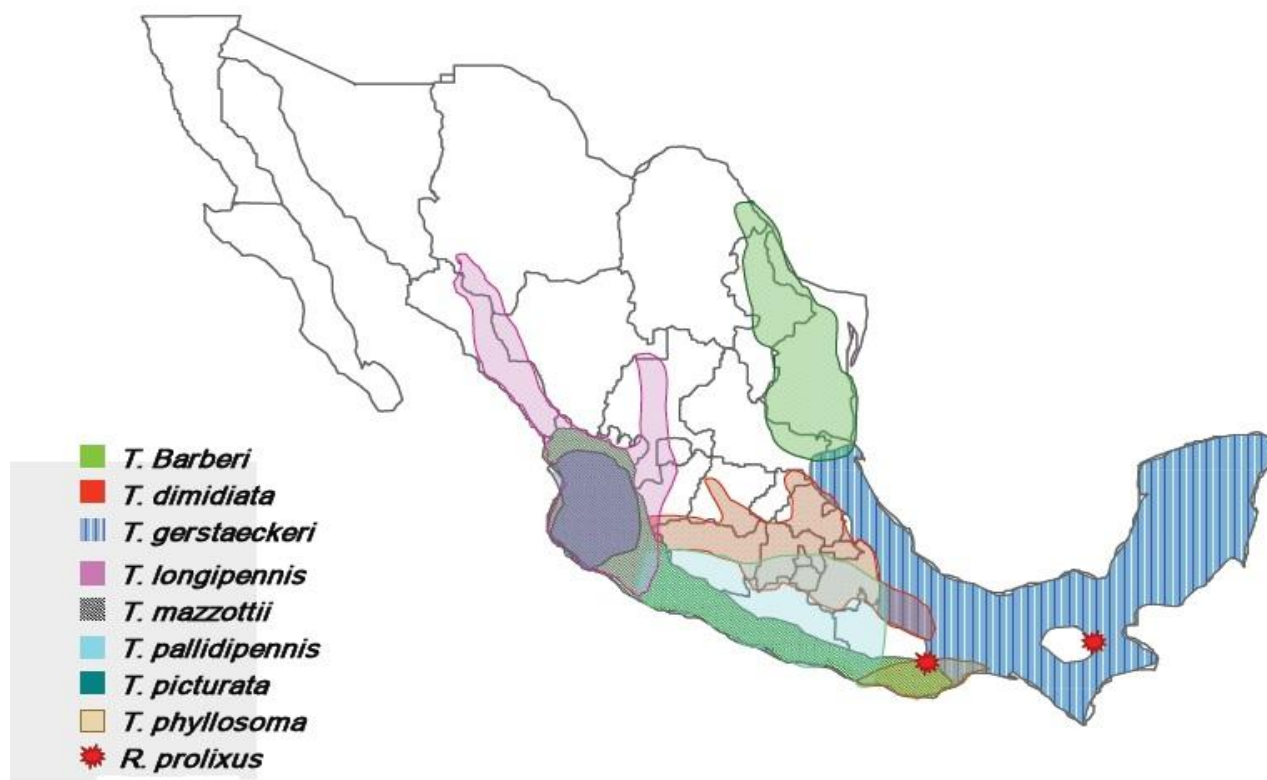 T. Barberi
T. dimidiata
T. gerstaeckeri
T. longipennis
T. mazzottii
T. pallidipennis
T. picturata
T. phyllosoma
R. prolixus